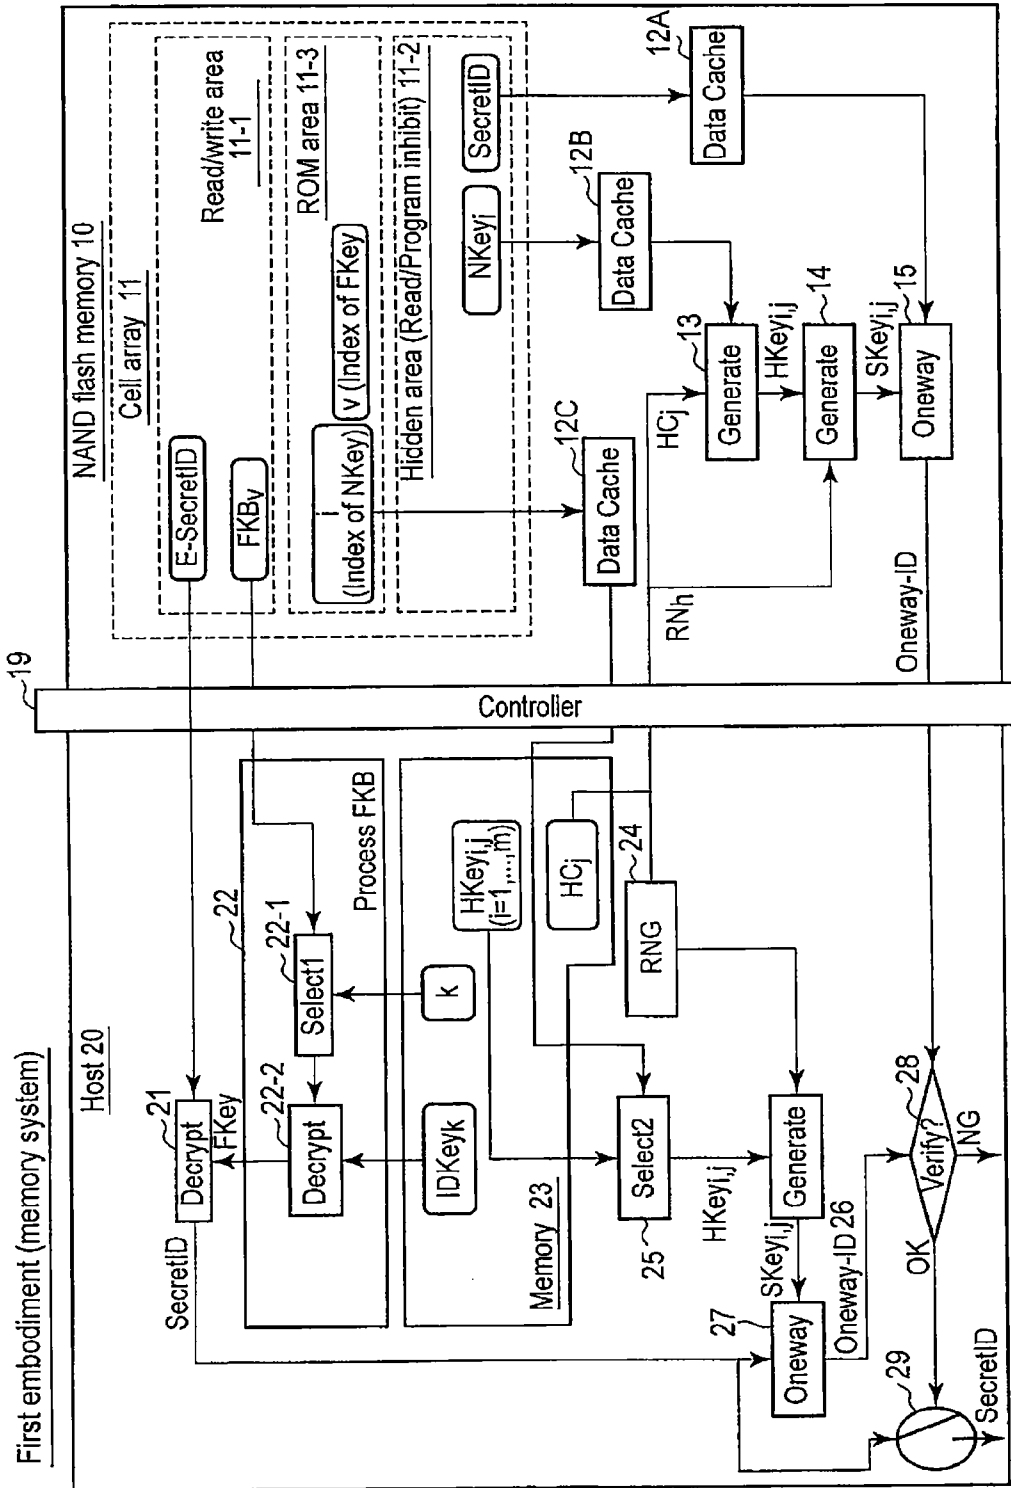 First embodiment (memory system)
Host 20
19
NAND flash memory 10
Cell array 11
Read/write area
11-1
E-SecretID
FKBv
ROM area 11-3
i
(Index of NKey)
v (Index of FKey)
Hidden area (Read/Program inhibit) 11-2
NKeyi
SecretID
12A
Data Cache
12B
Data Cache
12C
Data Cache
HCj
13
Generate
HKeyi,j
14
Generate
SKeyi,j
15
Oneway
RNh
Oneway-ID
Controller
21
Decrypt
SecretID
FKey
22
22-1
Select1
22-2
Decrypt
Process FKB
k
IDKeyk
HKeyi,j
(i=1,....,m)
HCj
Memory 23
24
RNG
25
Select2
HKeyi,j
Generate
26
SKeyi,j
27
Oneway
Oneway-ID
28
Verify?
NG
OK
29
SecretID